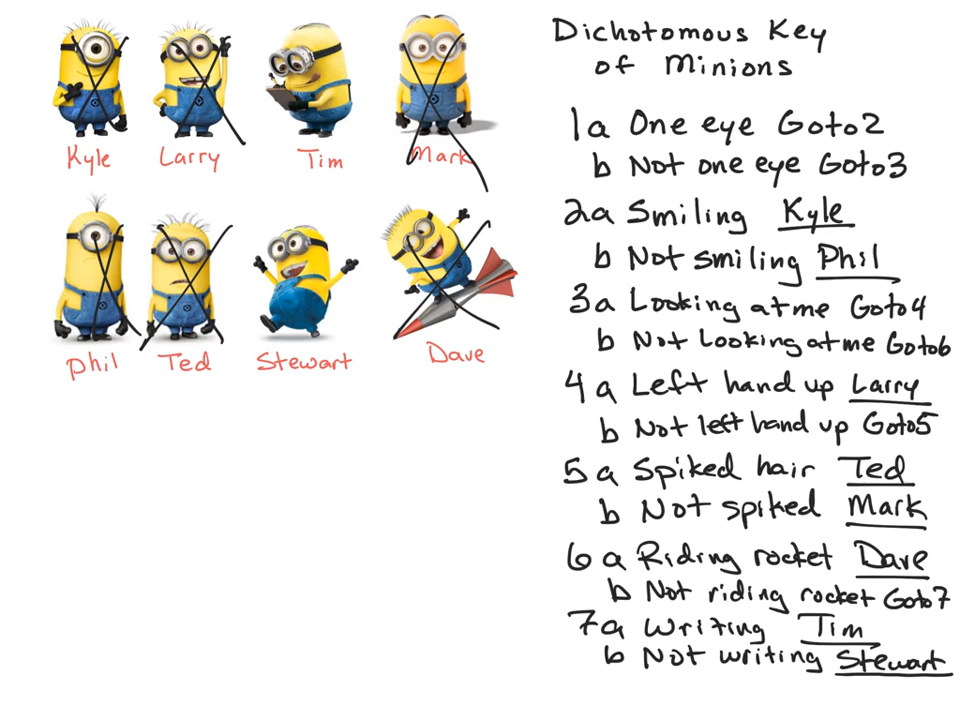 Dichotomous Key
of Minions
Kyle Larry Tim Mark
Phil Ted Stewart Dave
1a One eye Goto2
b Not one eye Goto3
2a Smiling Kyle
b Not smiling Phil
3a Looking at me Goto4
b Not Looking at me Goto6
4a Left hand up Larry
b Not left hand up Goto5
5a Spiked hair Ted
b Not spiked Mark
6a Riding rocket Dave
b Not riding rocket Goto7
7a Writing Tim
b Not writing Stewart